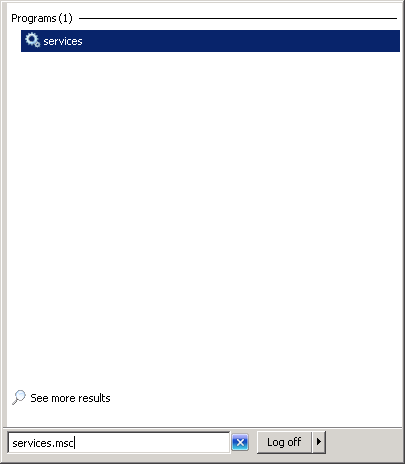 Programs (1)
services
See more results
services.msc
Log off